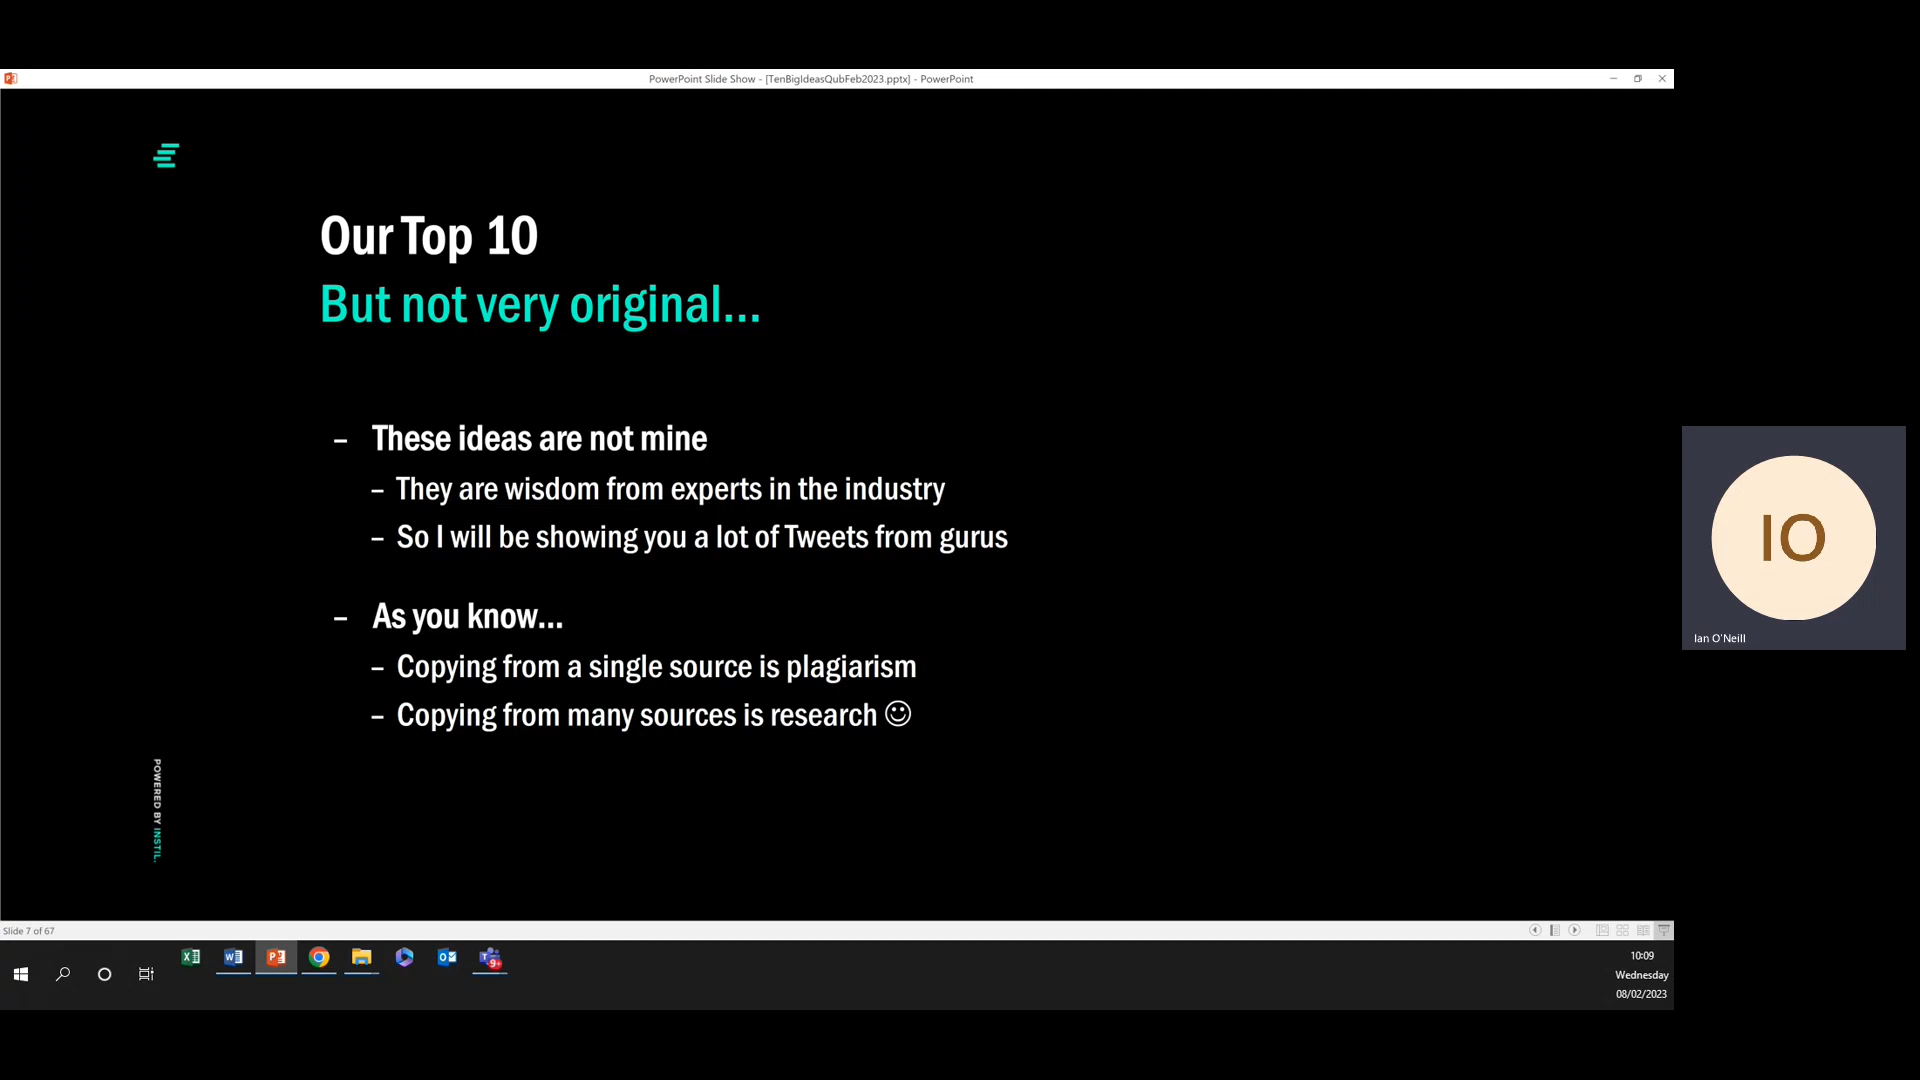 PowerPoint Slide Show - [TenBigIdeasQubFeb2023.pptx] - PowerPoint
Our Top 10
But not very original...
– These ideas are not mine
– They are wisdom from experts in the industry
– So I will be showing you a lot of Tweets from gurus
– As you know...
– Copying from a single source is plagiarism
– Copying from many sources is research ☺
POWERED BY INSTIL.
IO
Ian O'Neill
Slide 7 of 67
9+
10:09
Wednesday
08/02/2023